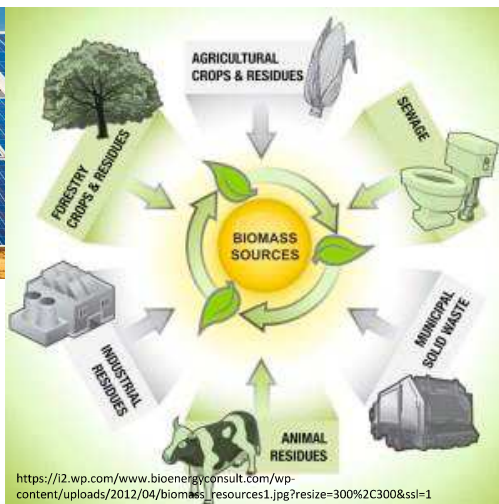 AGRICULTURAL
CROPS & RESIDUES
SEWAGE
FORESTRY
CROPS & RESIDUES
BIOMASS
SOURCES
MUNICIPAL
SOLID WASTE
INDUSTRIAL
RESIDUES
ANIMAL
RESIDUES
https://i2.wp.com/www.bioenergyconsult.com/wp-
content/uploads/2012/04/biomass_resources1.jpg?resize=300%2C300&ssl=1